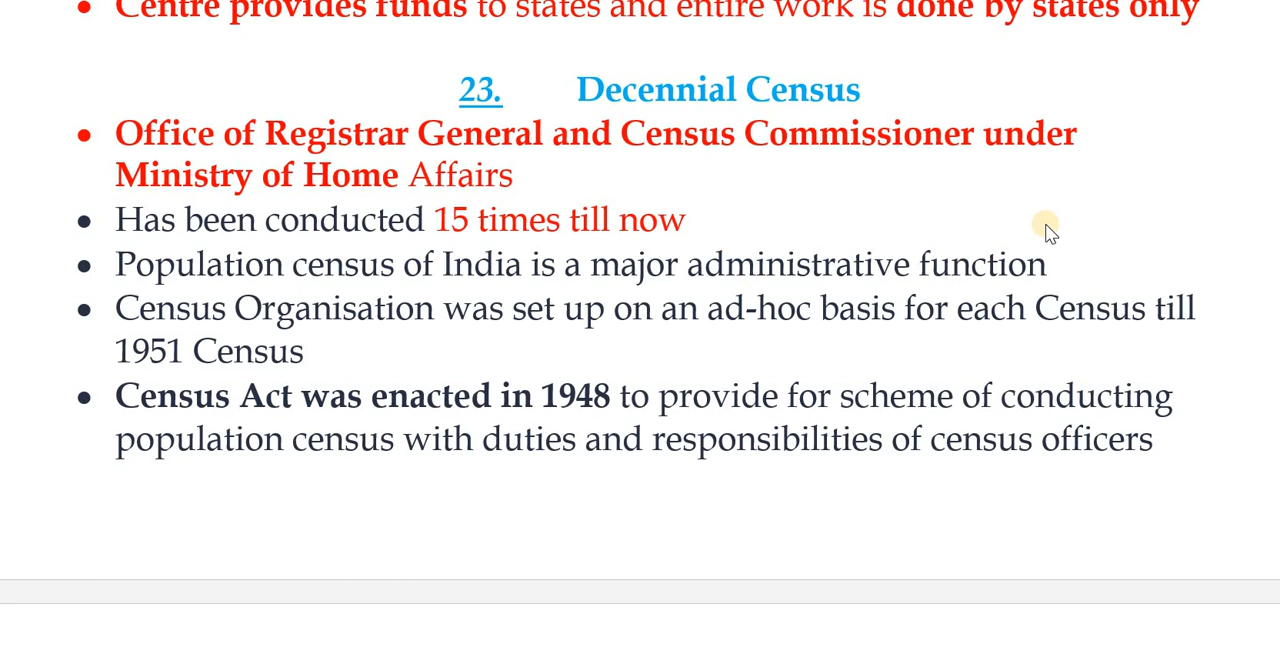 • Centre provides funds to states and entire work is done by states only
23. Decennial Census
• Office of Registrar General and Census Commissioner under
Ministry of Home Affairs
• Has been conducted 15 times till now
• Population census of India is a major administrative function
• Census Organisation was set up on an ad-hoc basis for each Census till
1951 Census
• Census Act was enacted in 1948 to provide for scheme of conducting
population census with duties and responsibilities of census officers